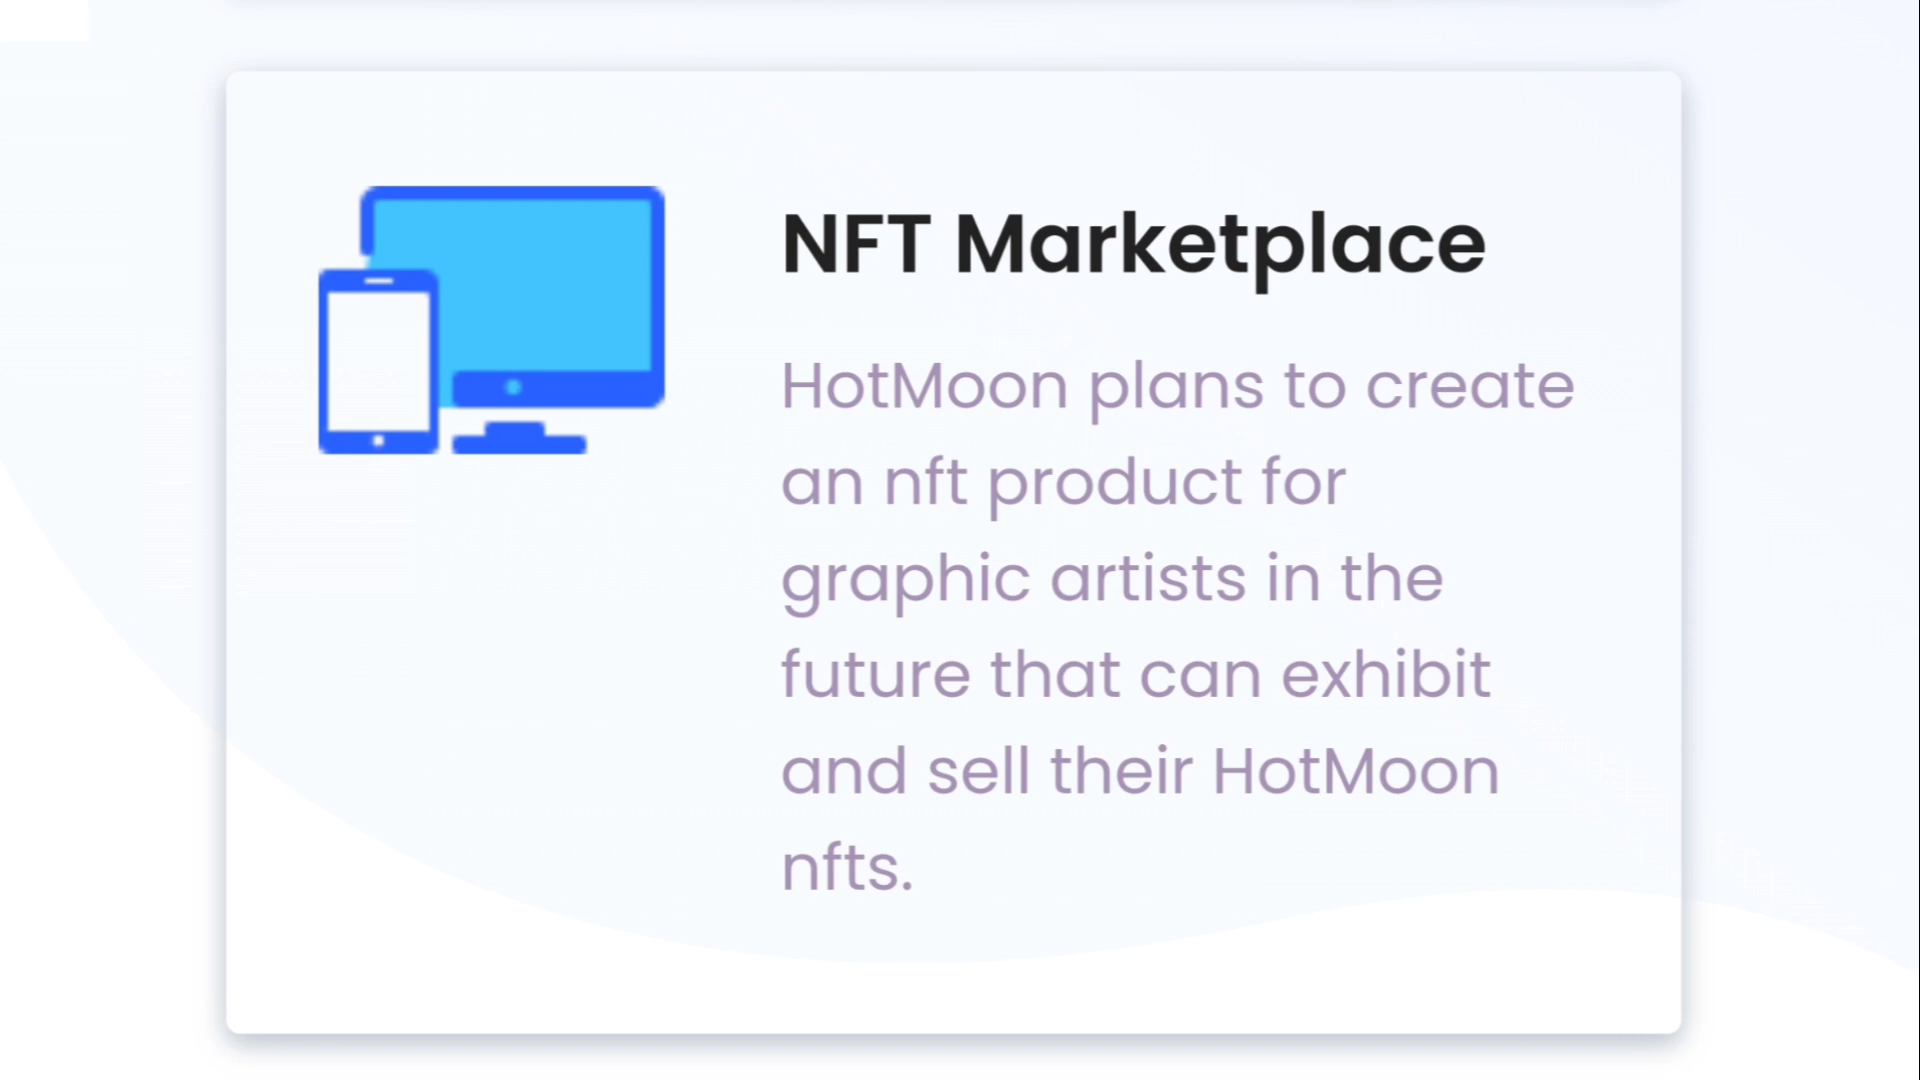 NFT Marketplace
HotMoon plans to create
an nft product for
graphic artists in the
future that can exhibit
and sell their HotMoon
nfts.